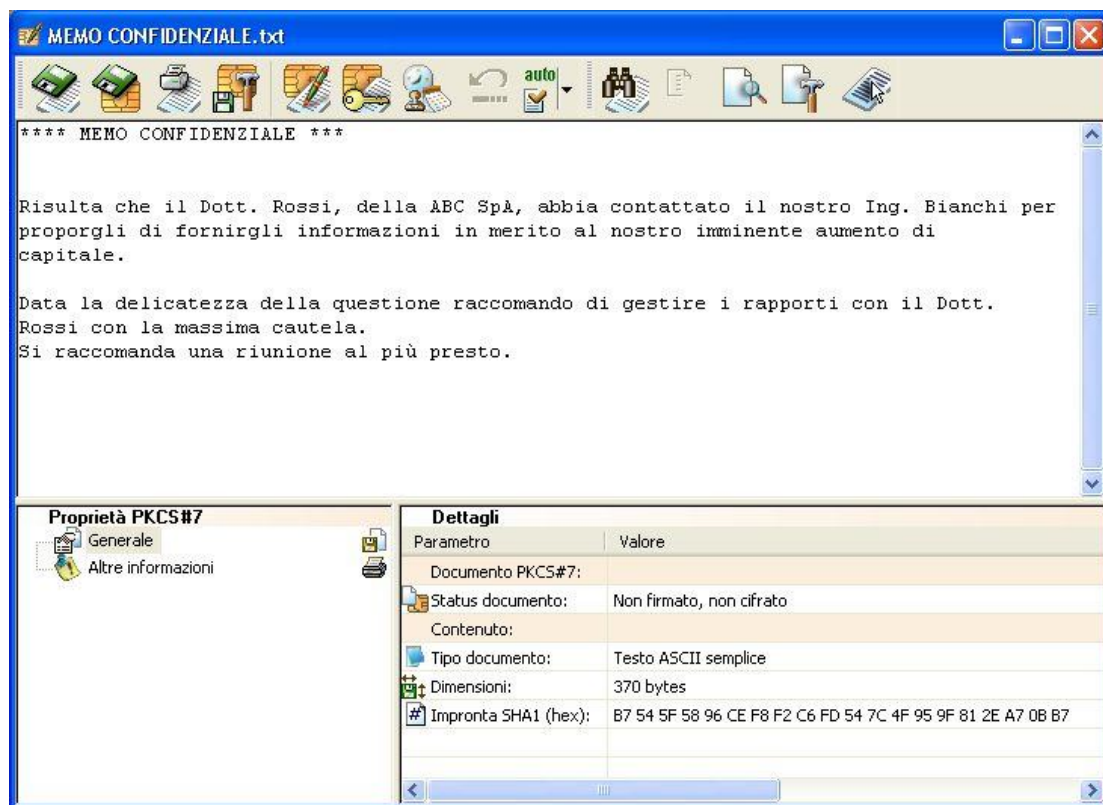 MEMO CONFIDENZIALE.txt
auto
**** MEMO CONFIDENZIALE ***
Risulta che il Dott. Rossi, della ABC SpA, abbia contattato il nostro Ing. Bianchi per
proporgli di fornirgli informazioni in merito al nostro imminente aumento di
capitale.
Data la delicatezza della questione raccomando di gestire i rapporti con il Dott.
Rossi con la massima cautela.
Si raccomanda una riunione al più presto.
Proprietà PKCS#7
Generale
Altre informazioni
Dettagli
Parametro Valore
Documento PKCS#7:
Status documento: Non firmato, non cifrato
Contenuto:
Tipo documento: Testo ASCII semplice
Dimensioni: 370 bytes
# Impronta SHA1 (hex): B7 54 5F 58 96 CE F8 F2 C6 FD 54 7C 4F 95 9F 81 2E A7 0B B7